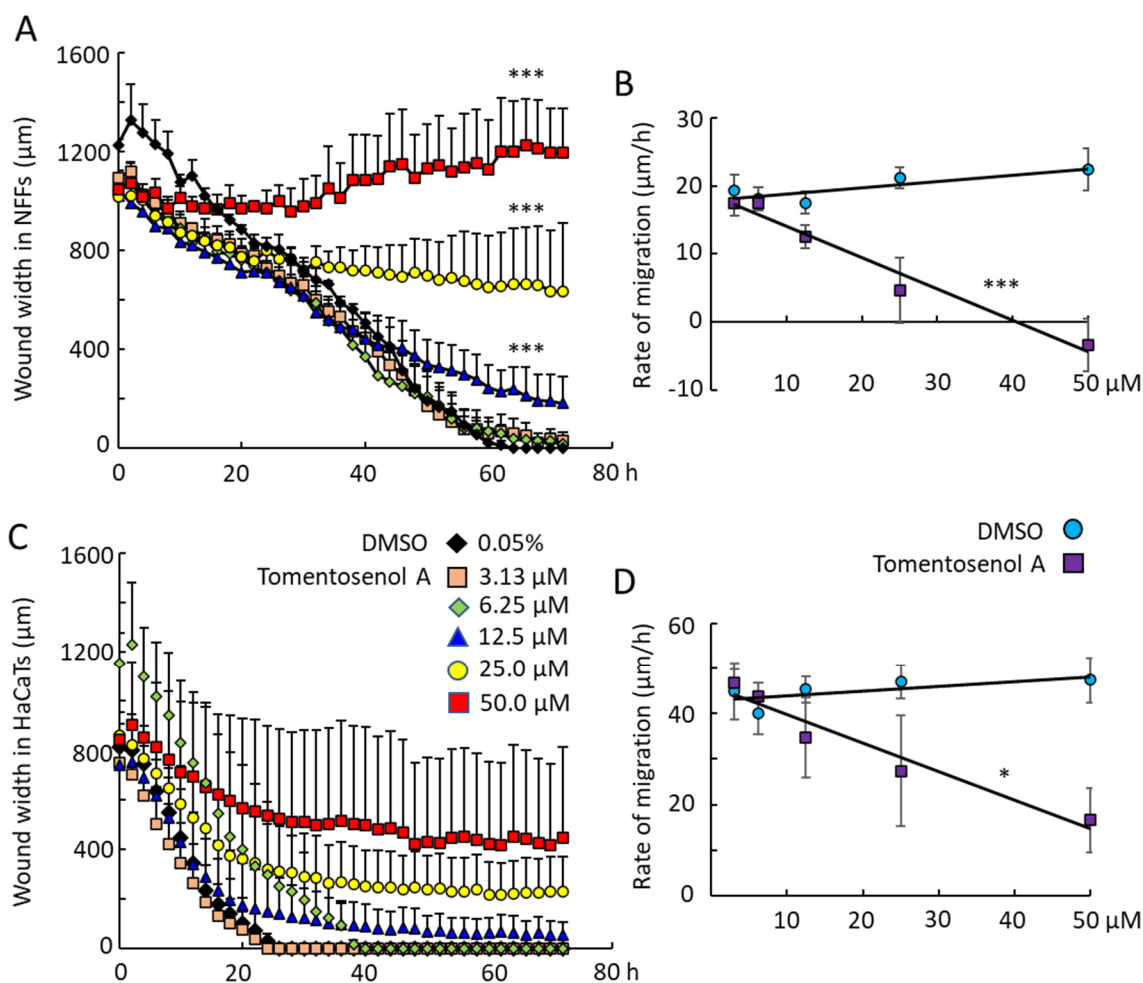 A
Wound width in NFFs (µm)
1600
1200
800
400
0
0 20 40 60 80 h
***
***
***
B
Rate of migration (µm/h)
30
20
10
0
-10
10 20 30 40 50 µM
***
C
Wound width in HaCaTs (µm)
1600
1200
800
400
0
0 20 40 60 80 h
DMSO 0.05%
Tomentosenol A 3.13 µM
6.25 µM
12.5 µM
25.0 µM
50.0 µM
DMSO
Tomentosenol A
D
Rate of migration (µm/h)
60
40
20
0
10 20 30 40 50 µM
*